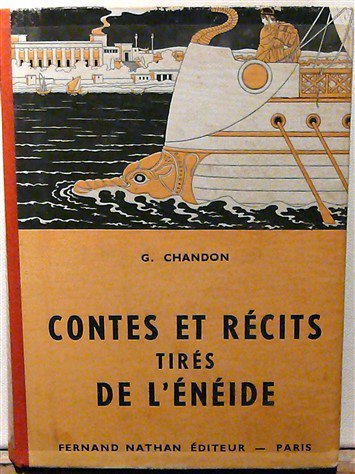 G. CHANDON
CONTES ET RÉCITS
TIRÉS
DE L'ÉNÉIDE
FERNAND NATHAN ÉDITEUR — PARIS